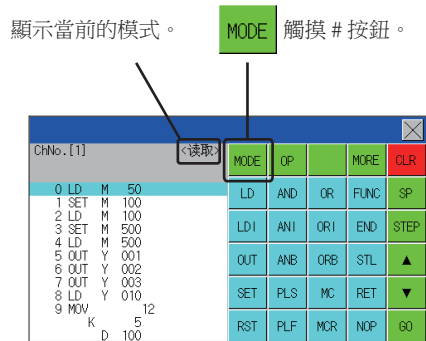 顯示當前的模式。
MODE 觸摸 # 按鈕。
ChNo.[1] <读取>
MODE OP MORE CLR
0 LD M 50
1 SET M 100
2 LD M 100
3 SET M 500
4 LD M 500
5 OUT Y 001
6 OUT Y 002
7 OUT Y 003
8 LD Y 010
9 MOV 12
K 5
D 100
LD AND OR FUNC SP
LDI ANI ORI END STEP
OUT ANB ORB STL ▲
SET PLS MC RET ▼
RST PLF MCR NOP GO